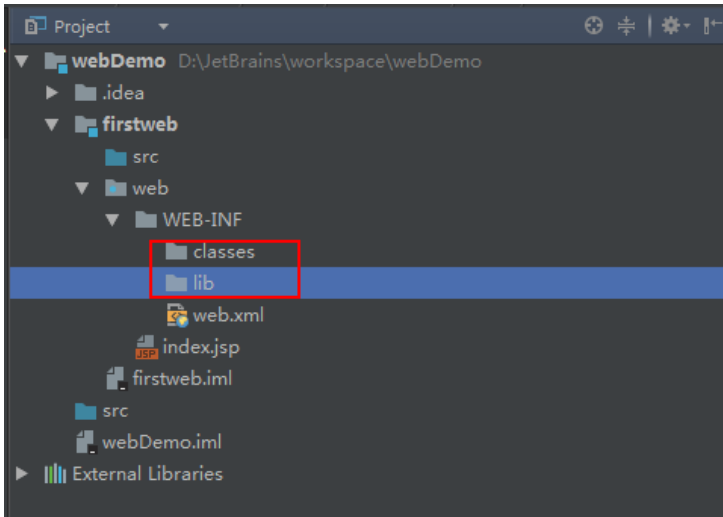 Project
webDemo D:\JetBrains\workspace\webDemo
.idea
firstweb
src
web
WEB-INF
classes
lib
web.xml
JSP index.jsp
firstweb.iml
src
webDemo.iml
External Libraries